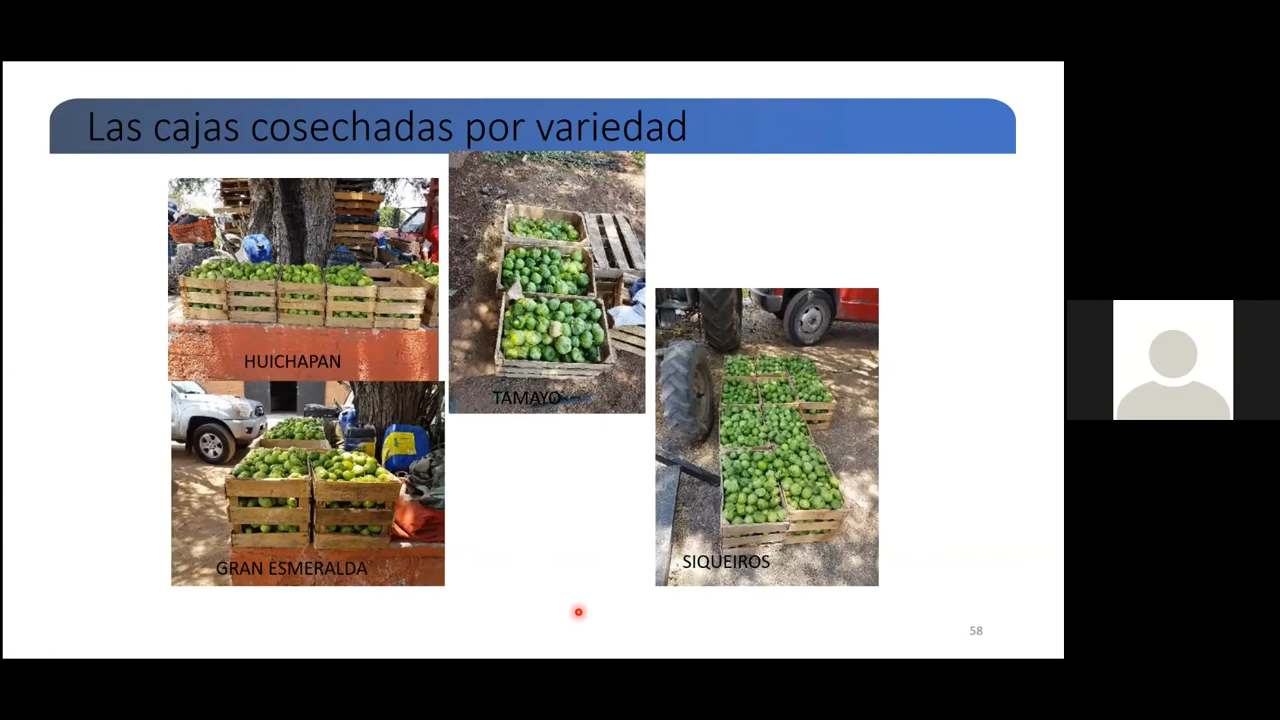 Las cajas cosechadas por variedad
HUICHAPAN
TAMAYO
GRAN ESMERALDA
SIQUEIROS
58